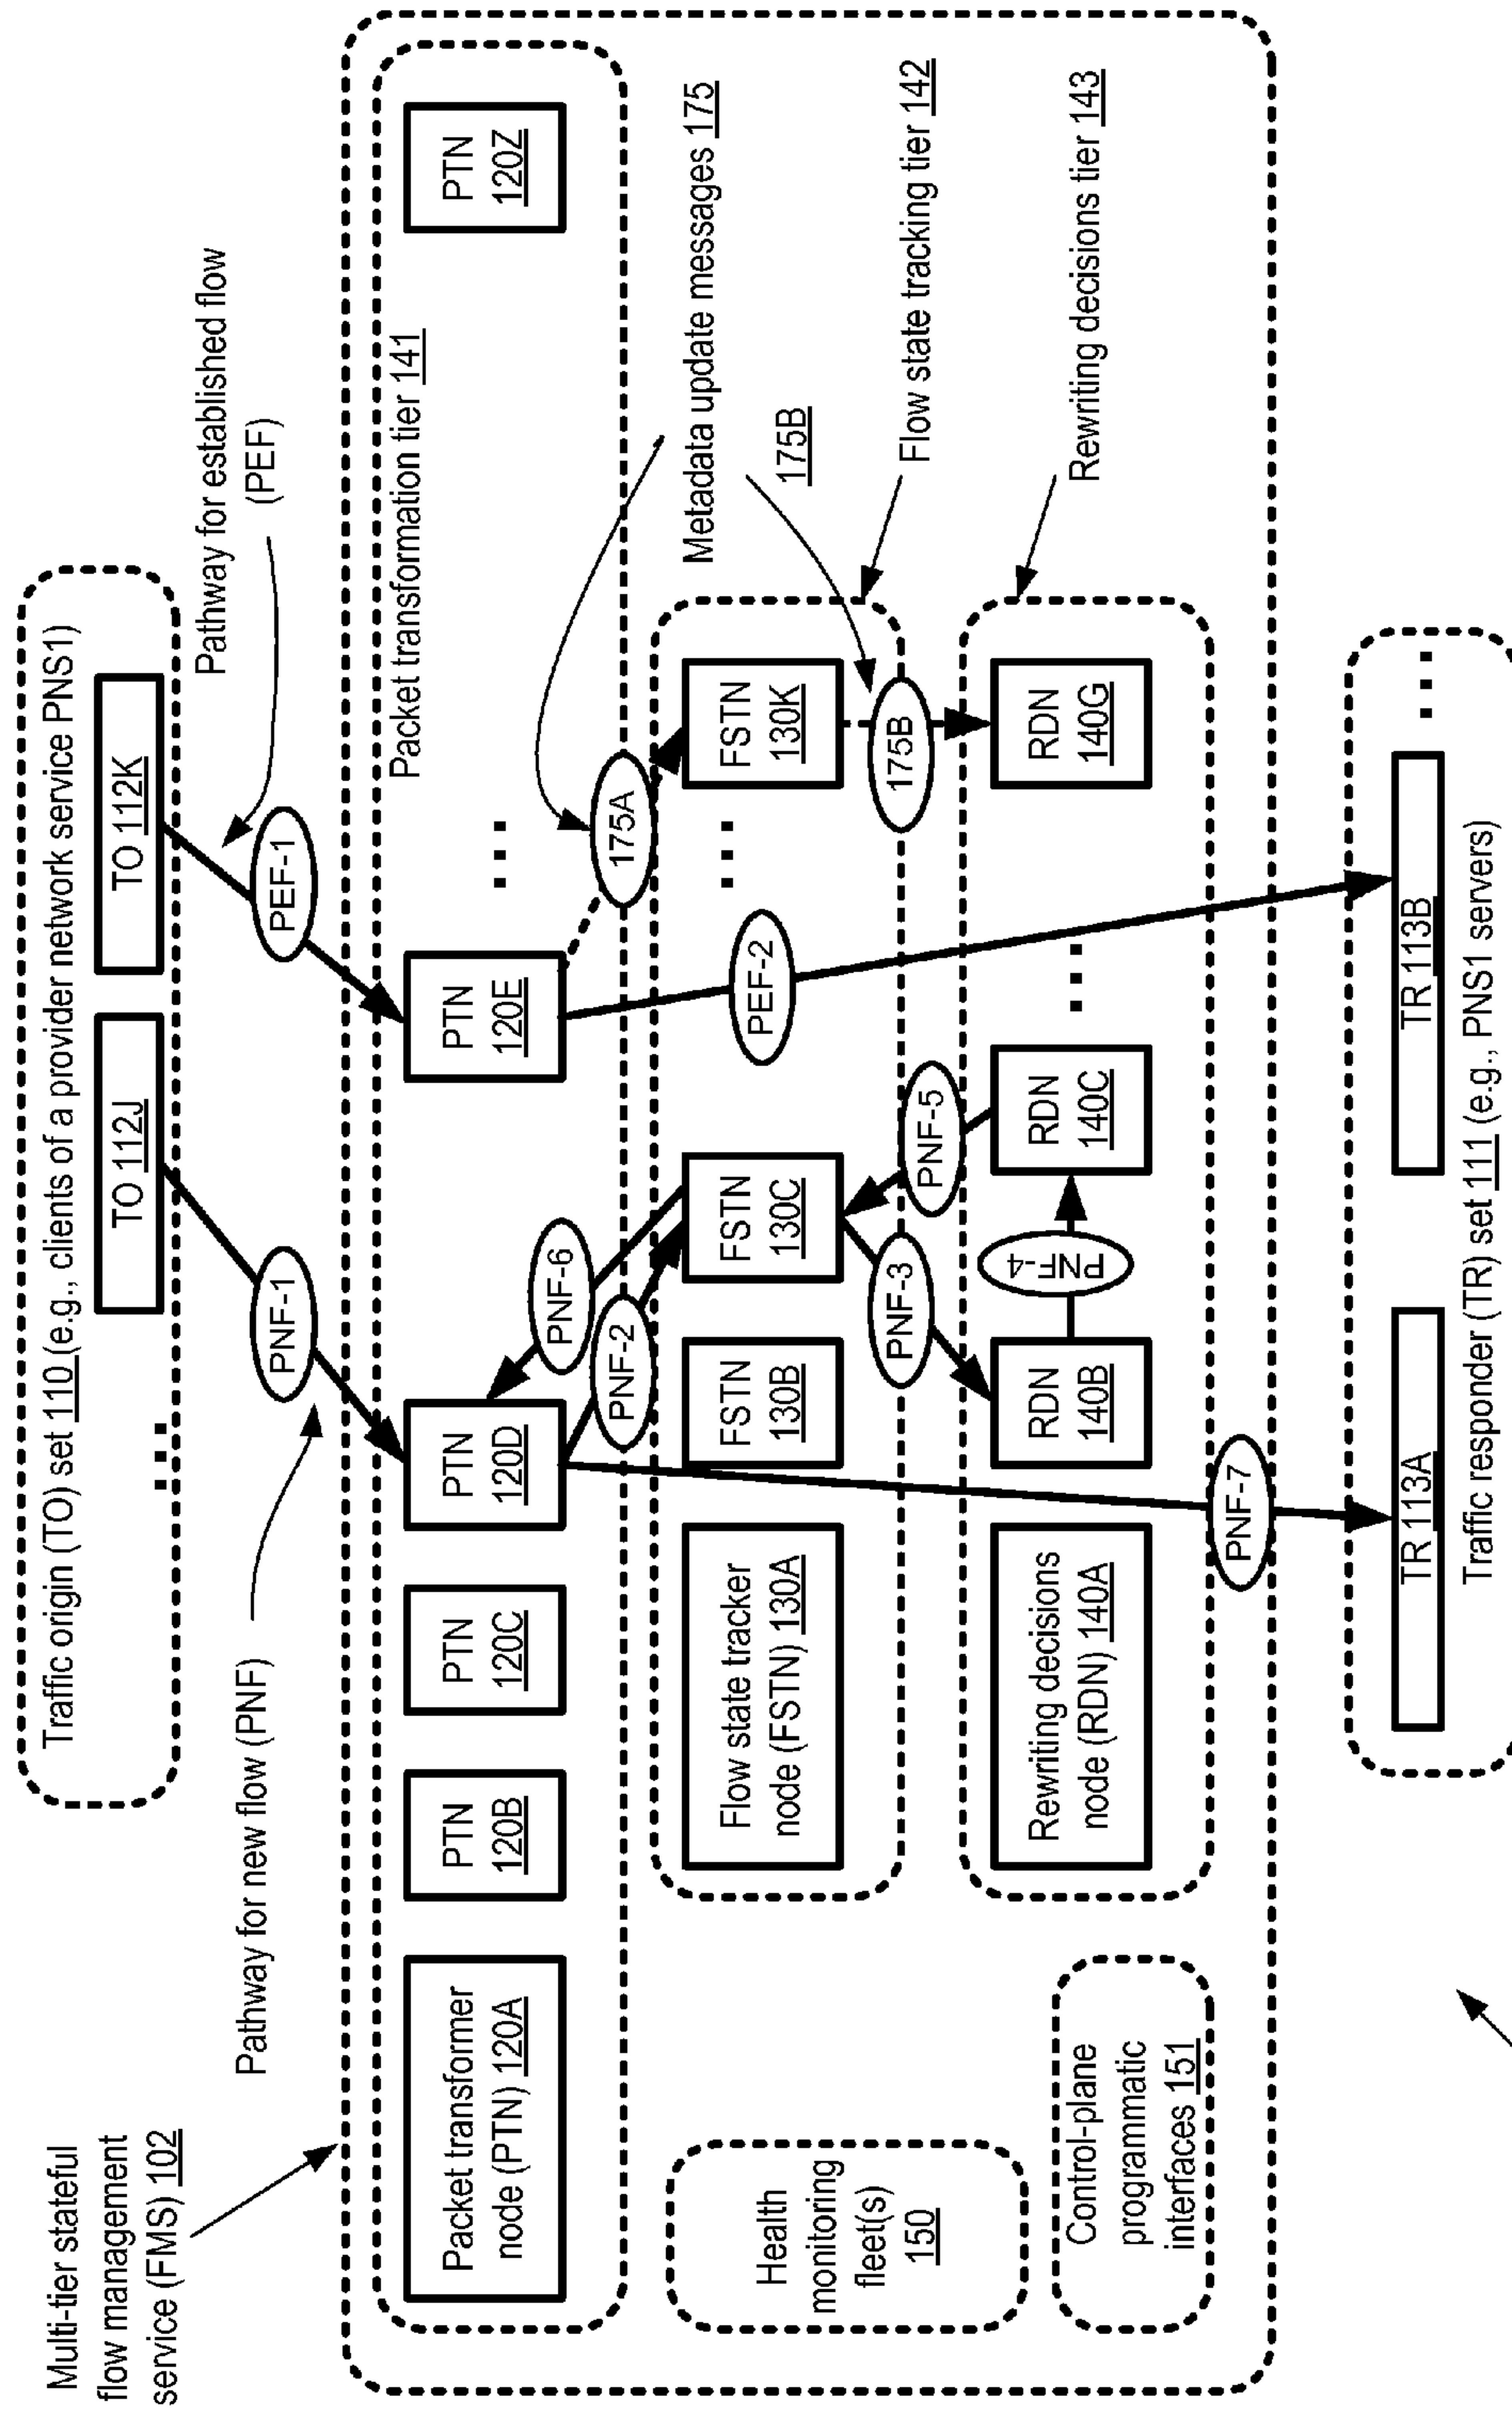 Multi-tier stateful
flow management
service (FMS) 102
Traffic origin (TO) set 110 (e.g., clients of a provider network service PNS1)
...
TO 112J
TO 112K
Pathway for new flow (PNF)
PNF-1
PEF-1
Pathway for established flow
(PEF)
Packet transformation tier 141
Packet transformer
node (PTN) 120A
PTN
120B
PTN
120C
PTN
120D
PTN
120E
...
PTN
120Z
PNF-6
PNF-2
175A
Metadata update messages 175
175B
Health
monitoring
fleet(s)
150
Flow state tracker
node (FSTN) 130A
FSTN
130B
FSTN
130C
PEF-2
...
FSTN
130K
Flow state tracking tier 142
PNF-3
PNF-5
175B
Control-plane
programmatic
interfaces 151
Rewriting decisions
node (RDN) 140A
RDN
140B
PNF-4
RDN
140C
...
RDN
140G
Rewriting decisions tier 143
PNF-7
TR 113A
TR 113B
...
Traffic responder (TR) set 111 (e.g., PNS1 servers)